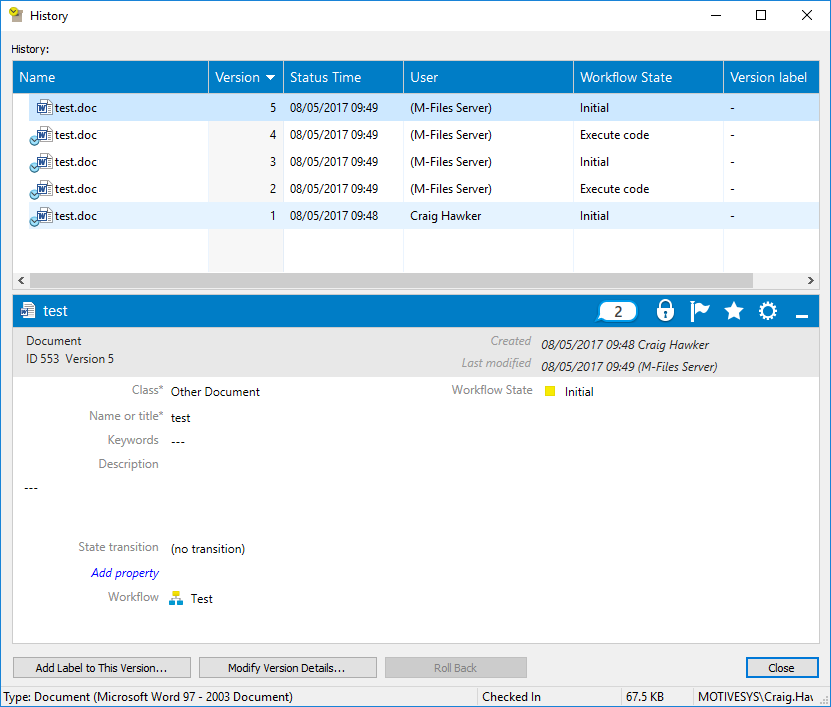 History
History:
Name Version Status Time User Workflow State Version label
test.doc 5 08/05/2017 09:49 (M-Files Server) Initial -
test.doc 4 08/05/2017 09:49 (M-Files Server) Execute code -
test.doc 3 08/05/2017 09:49 (M-Files Server) Initial -
test.doc 2 08/05/2017 09:49 (M-Files Server) Execute code -
test.doc 1 08/05/2017 09:48 Craig Hawker Initial -
test 2
Document Created 08/05/2017 09:48 Craig Hawker
ID 553 Version 5 Last modified 08/05/2017 09:49 (M-Files Server)
Class* Other Document Workflow State Initial
Name or title* test
Keywords ---
Description
---
State transition (no transition)
Add property
Workflow Test
Add Label to This Version... Modify Version Details... Roll Back Close
Type: Document (Microsoft Word 97 - 2003 Document) Checked In 67.5 KB MOTIVESYS\Craig.Ha